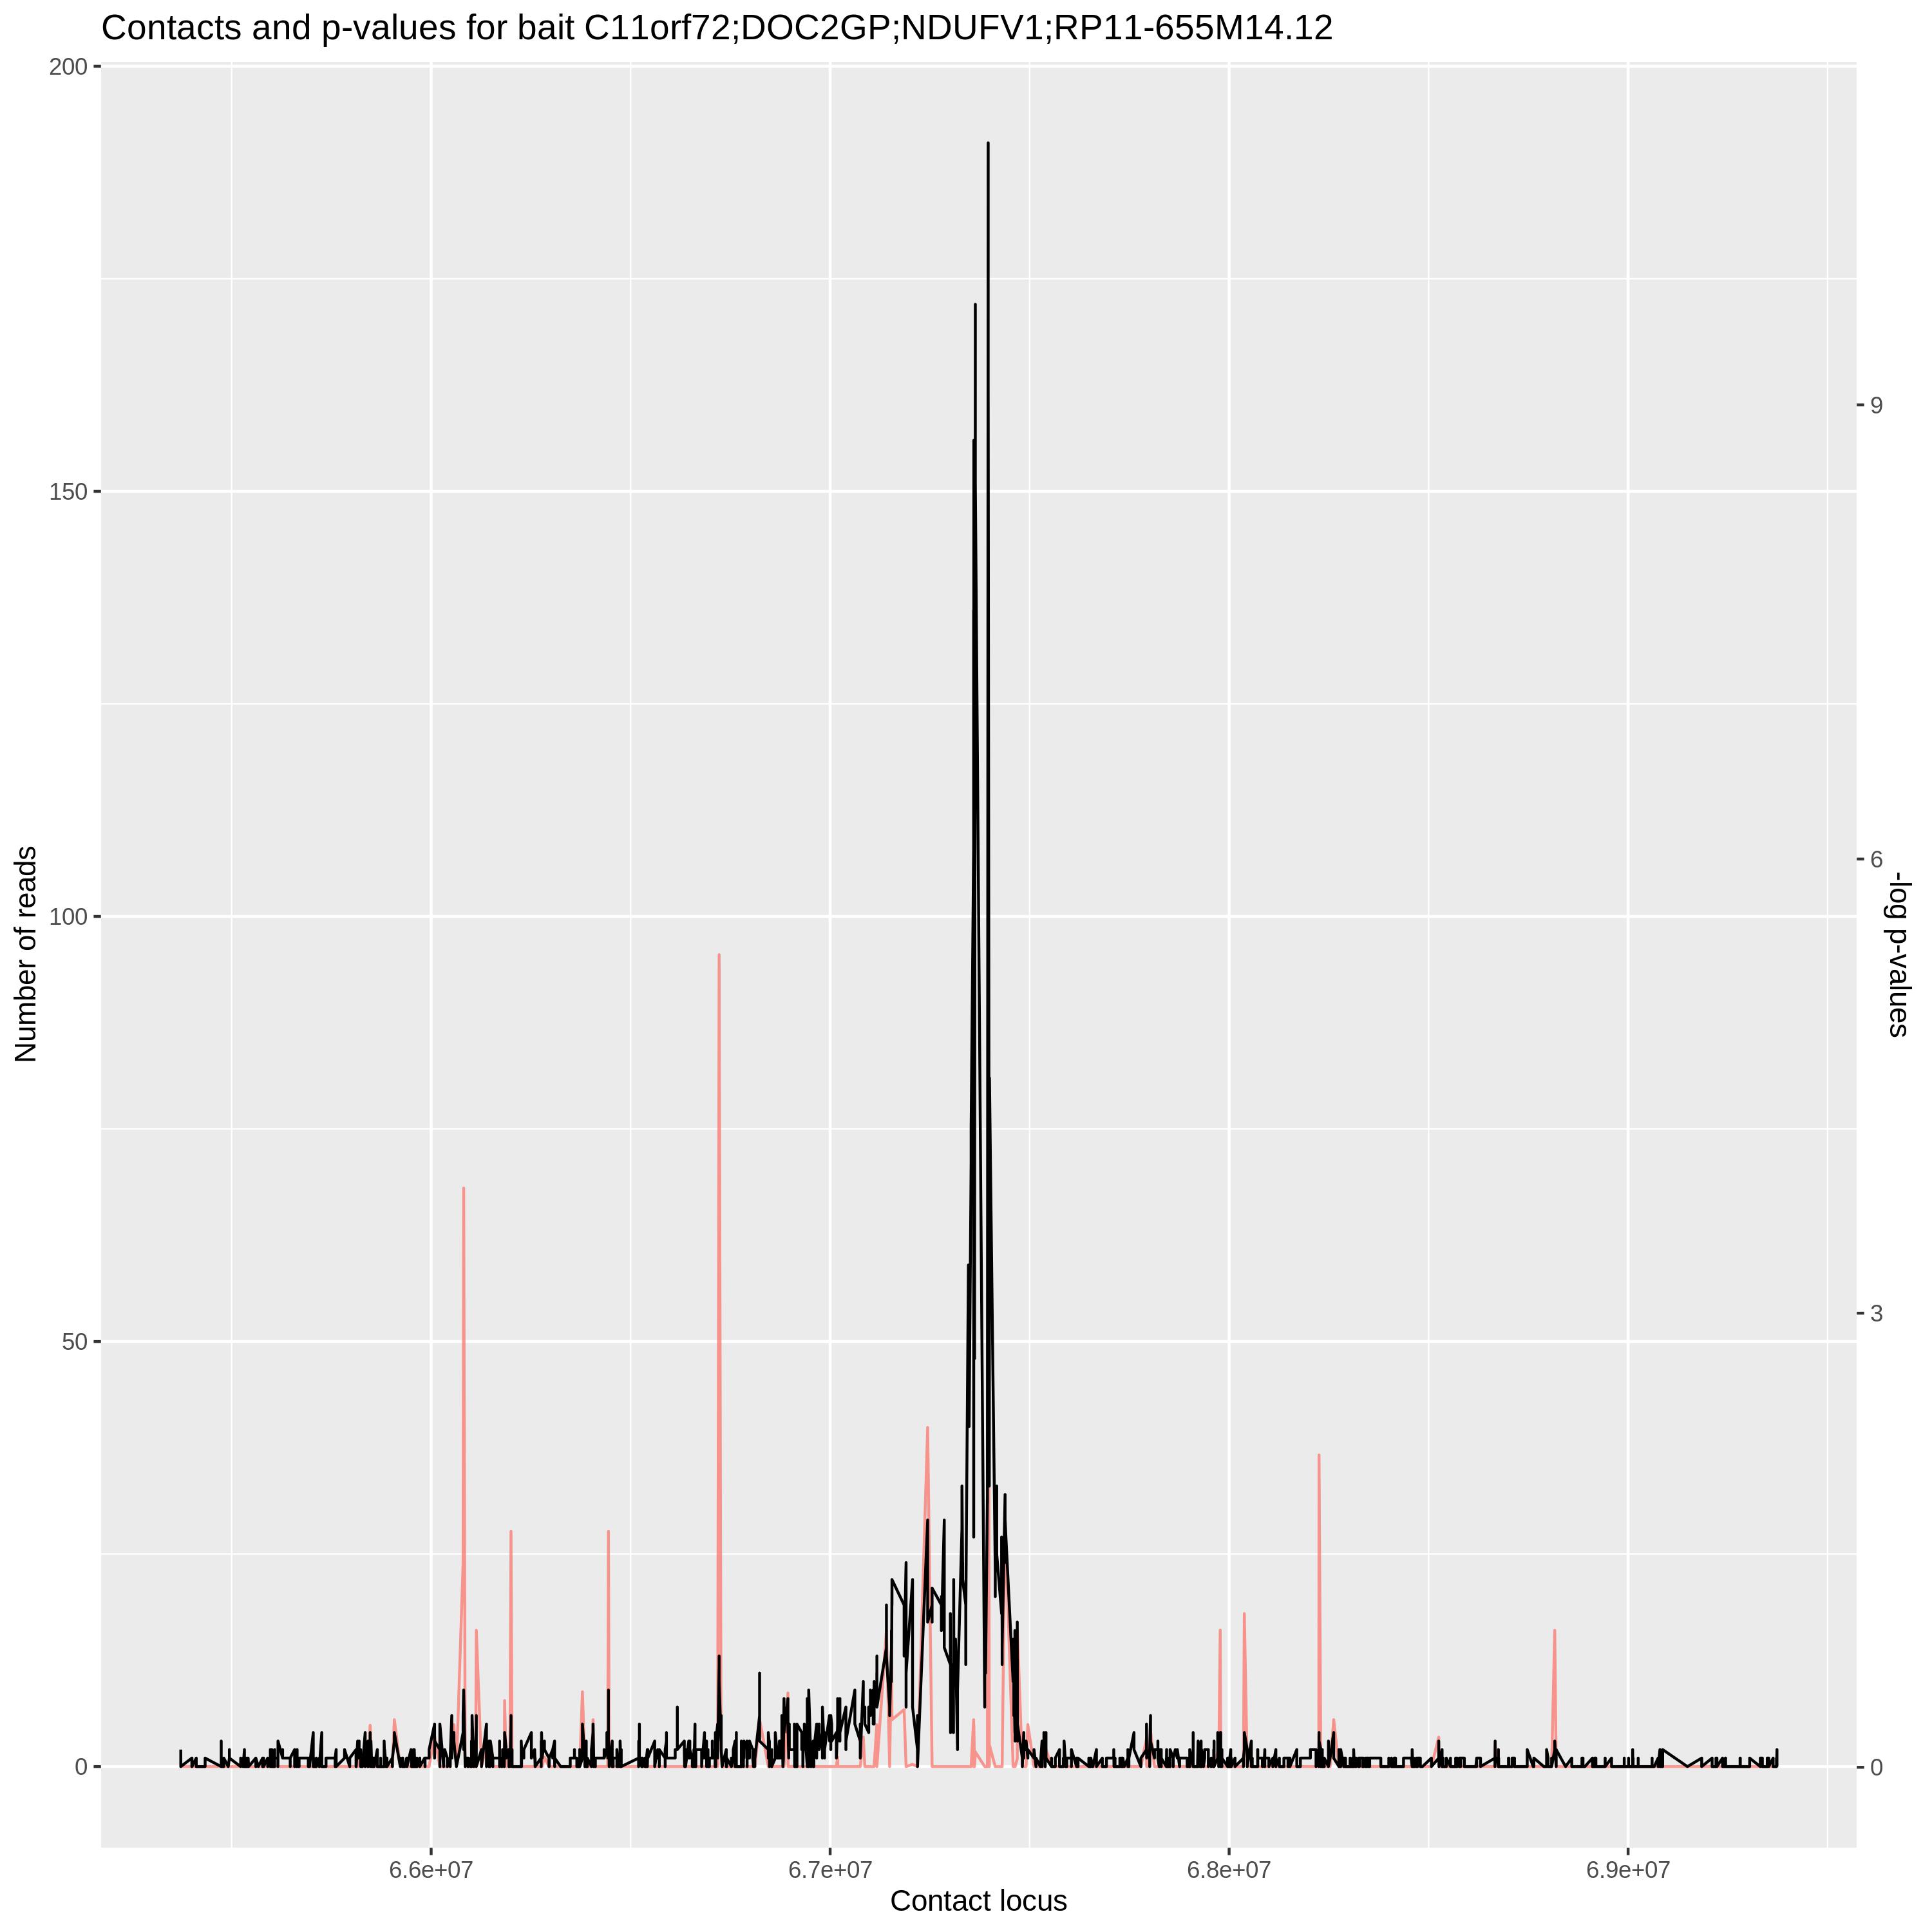 Contacts and p-values for bait C11orf72;DOC2GP;NDUFV1;RP11-655M14.12
200
150
100
50
0
Number of reads
9
6
3
0
-log p-values
6.6e+07 6.7e+07 6.8e+07 6.9e+07
Contact locus